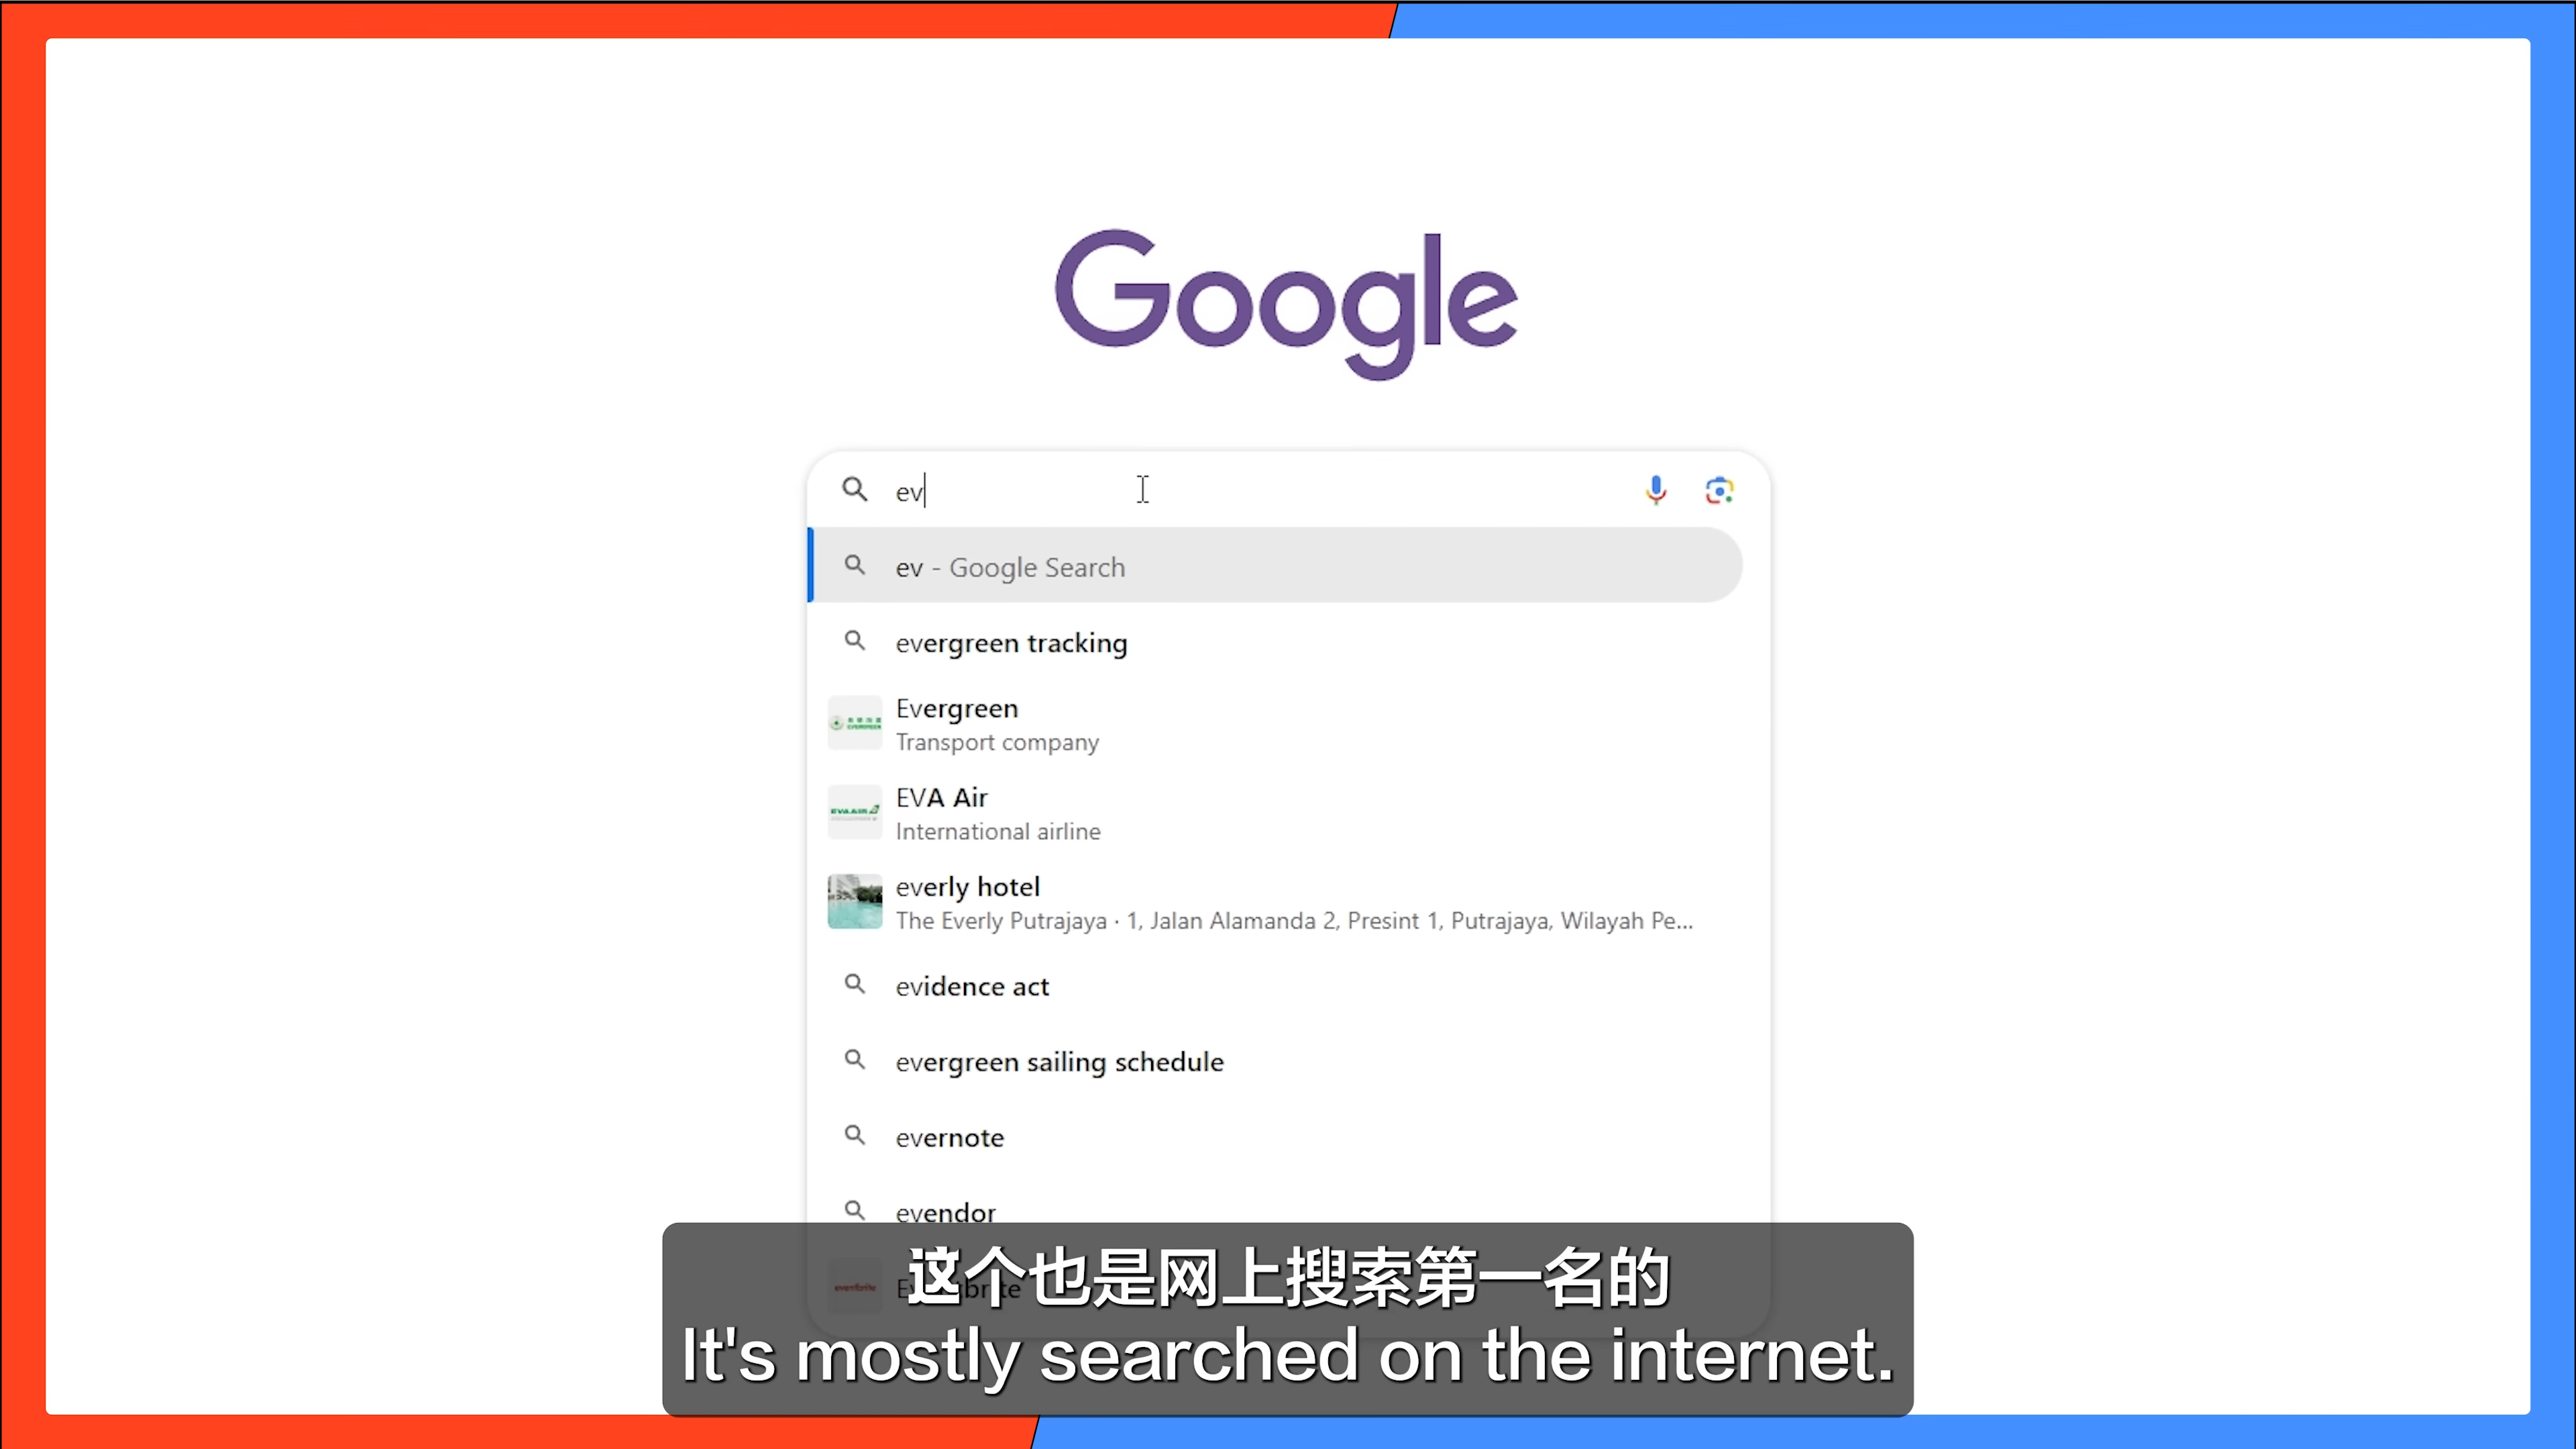 Google
ev
ev - Google Search
evergreen tracking
Evergreen
Transport company
EVA Air
International airline
everly hotel
The Everly Putrajaya · 1, Jalan Alamanda 2, Presint 1, Putrajaya, Wilayah Pe...
evidence act
evergreen sailing schedule
evernote
evendor
这个也是网上搜索第一名的
It's mostly searched on the internet.